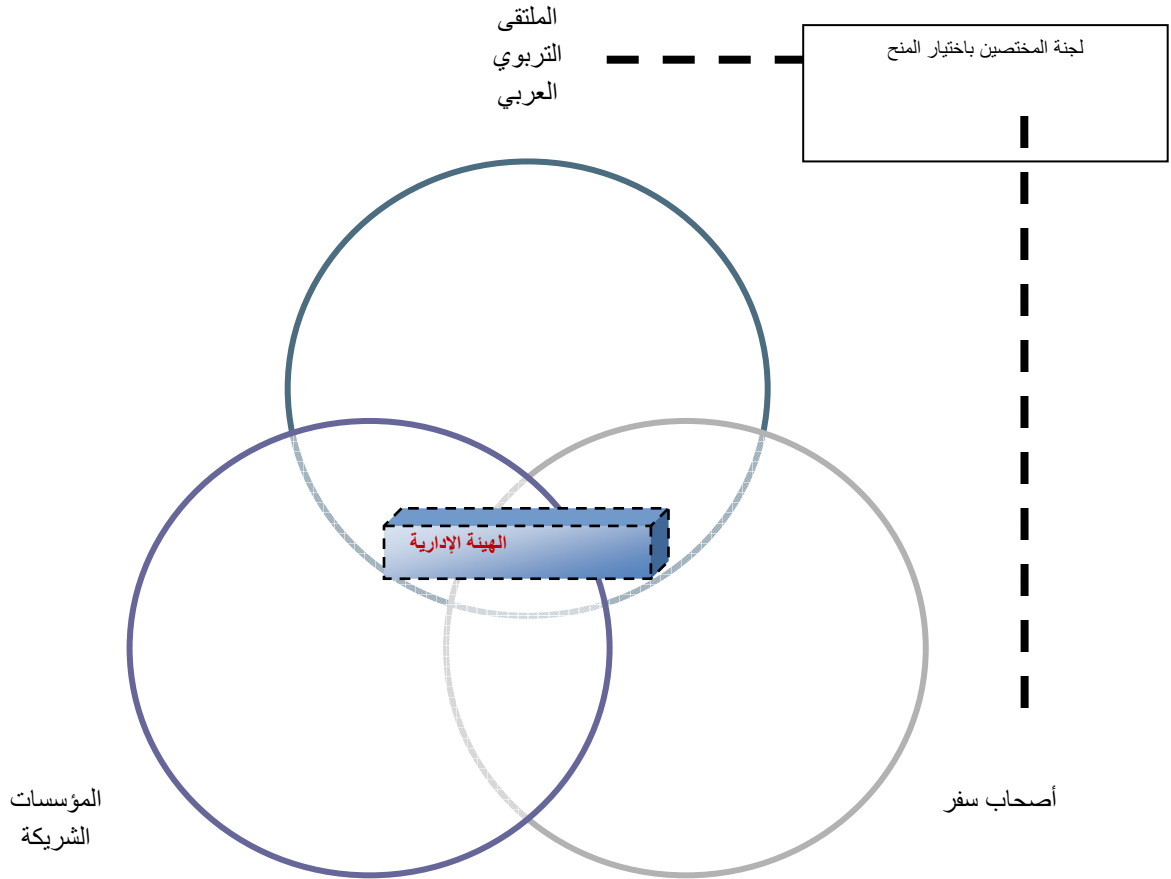 الملتقى
التربوي
العربي
لجنة المختصين باختيار المنح
الهيئة الإدارية
المؤسسات
الشريكة
أصحاب سفر